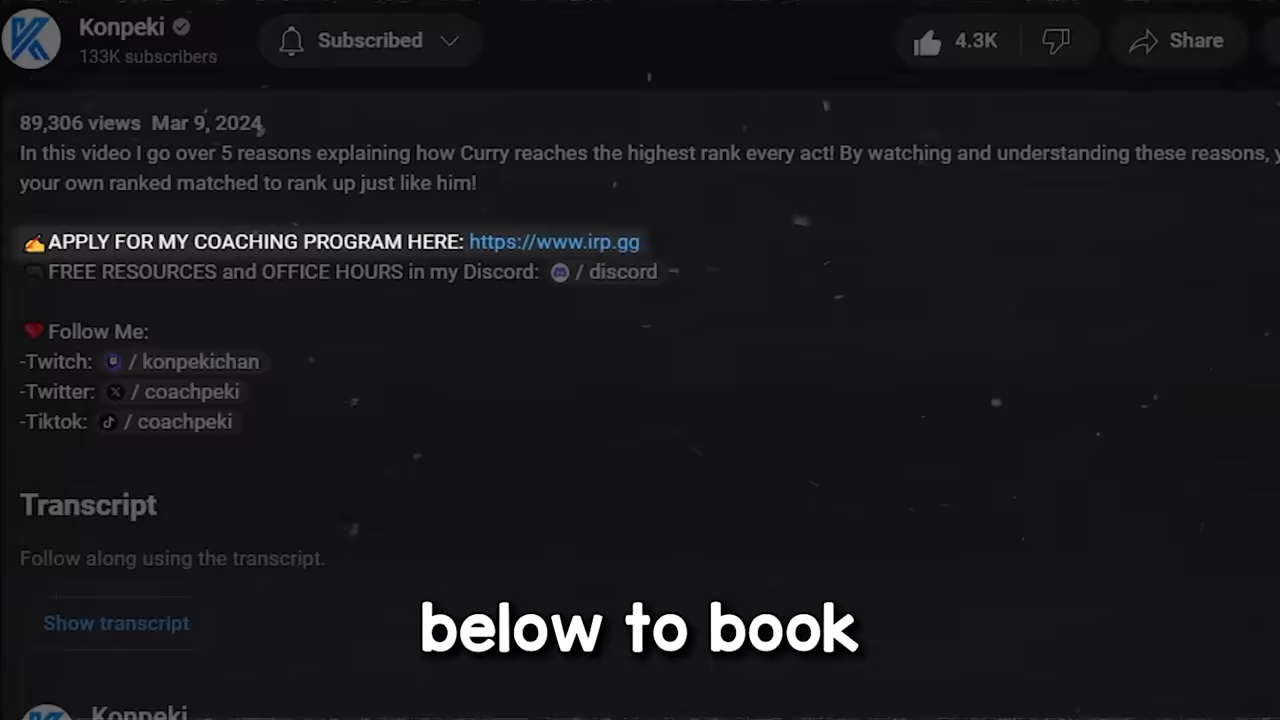 Konpeki
133K subscribers
Subscribed
4.3K
Share
89,306 views Mar 9, 2024
In this video I go over 5 reasons explaining how Curry reaches the highest rank every act! By watching and understanding these reasons,
your own ranked matched to rank up just like him!
APPLY FOR MY COACHING PROGRAM HERE: https://www.irp.gg
FREE RESOURCES and OFFICE HOURS in my Discord: / discord
Follow Me:
-Twitch: / konpekichan
-Twitter: / coachpeki
-Tiktok: / coachpeki
Transcript
Follow along using the transcript.
Show transcript
below to book
Konpeki